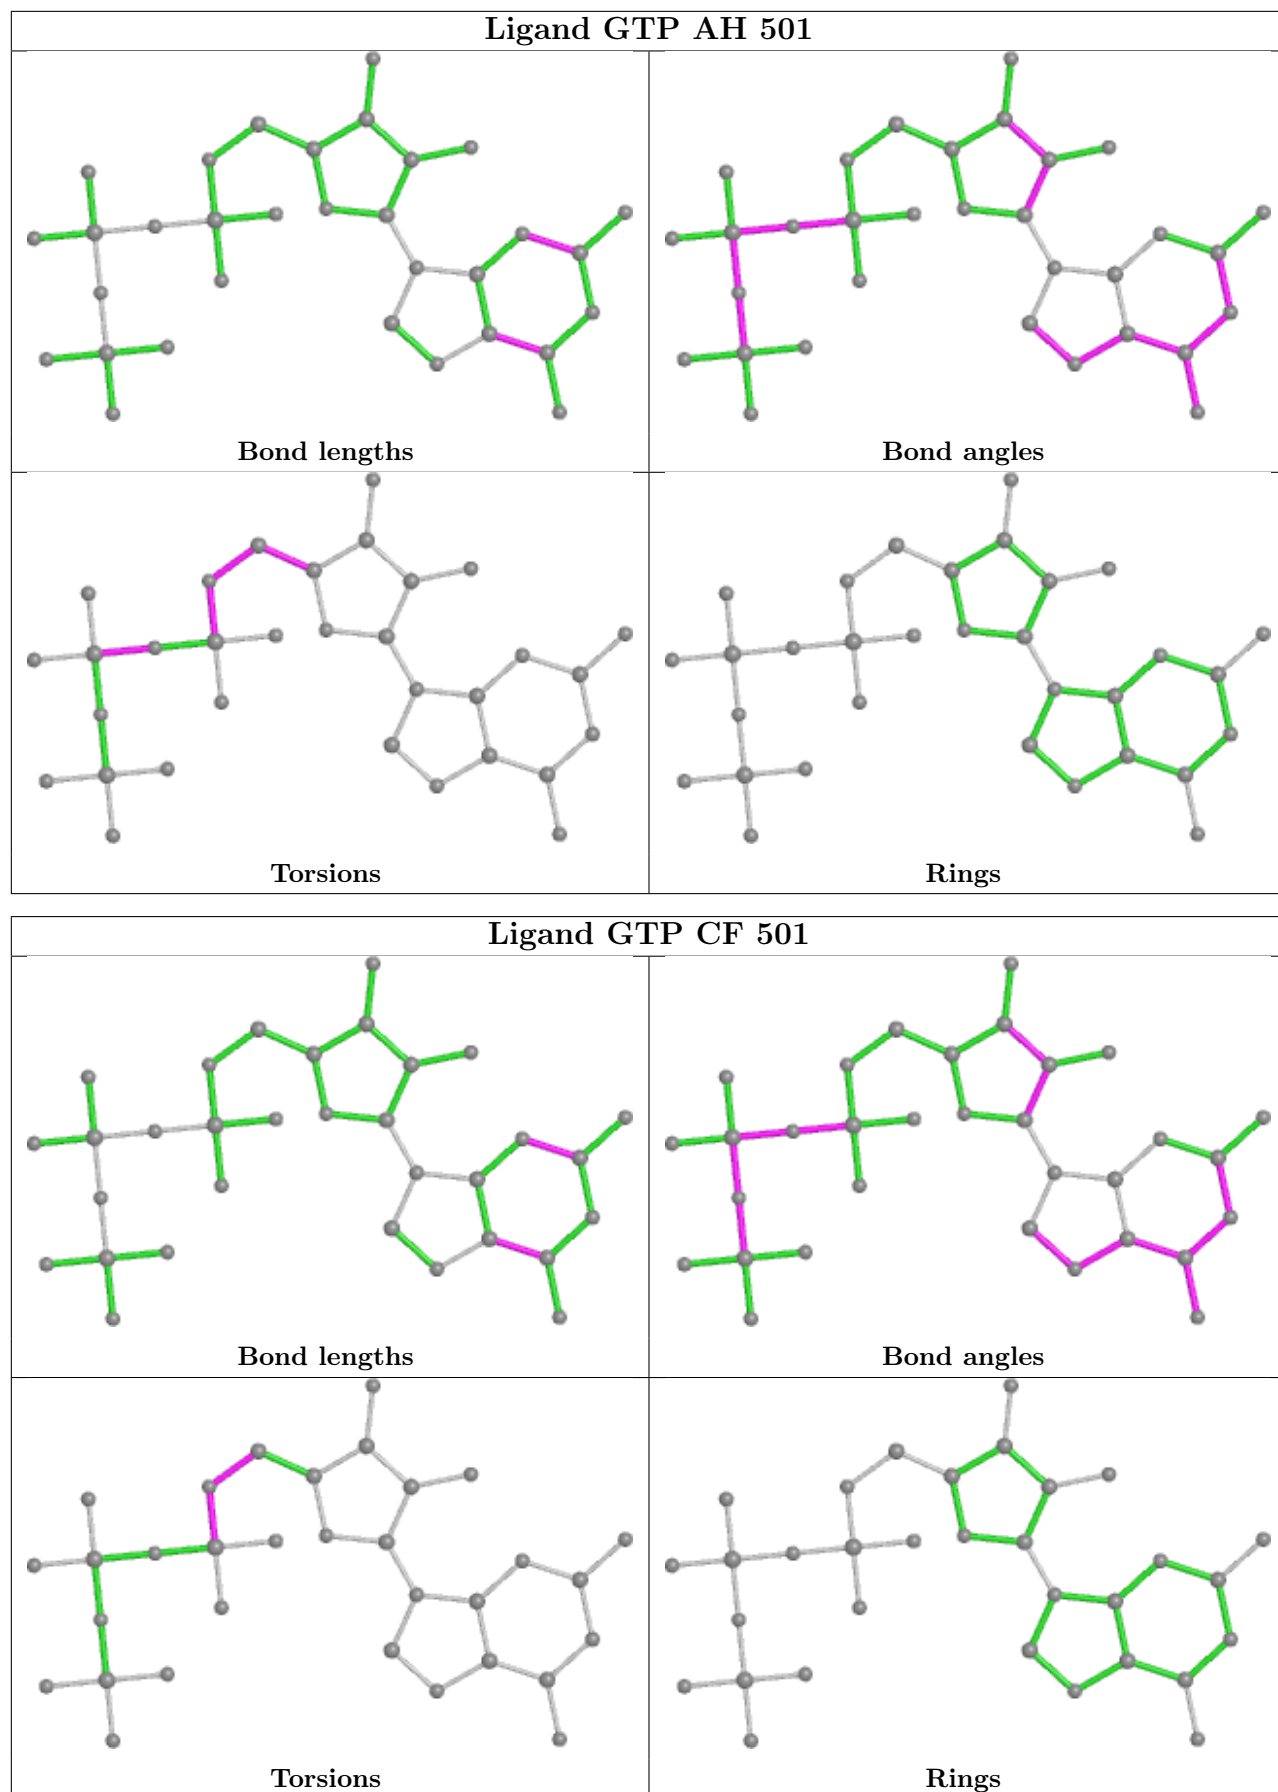 Ligand GTP AH 501
Bond lengths
Bond angles
Torsions
Rings
Ligand GTP CF 501
Bond lengths
Bond angles
Torsions
Rings